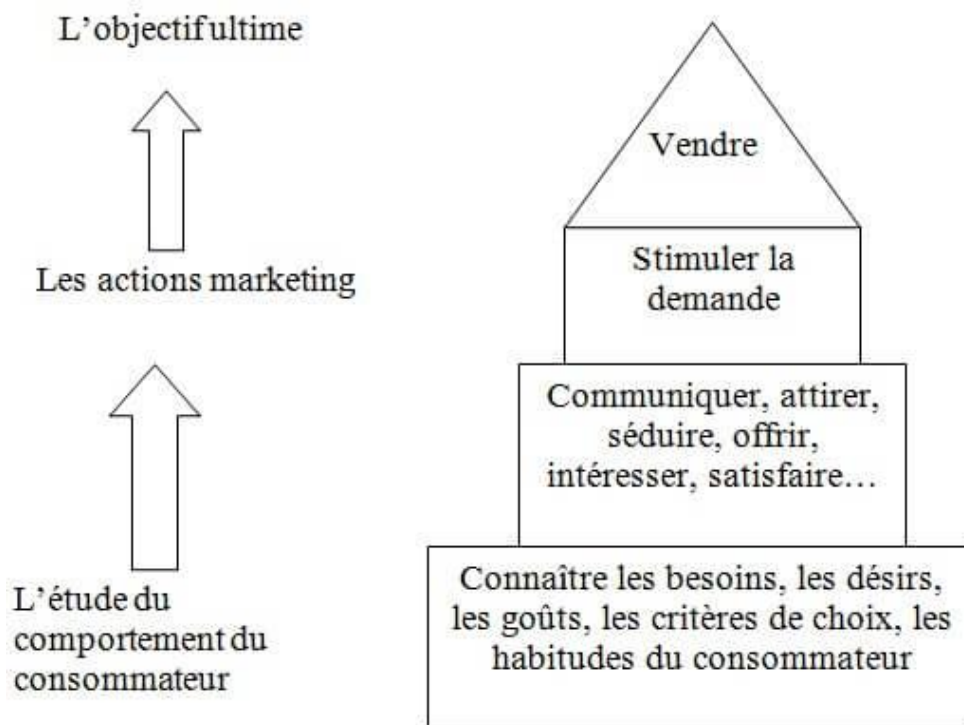 L'objectif ultime
Les actions marketing
L'étude du
comportement du
consommateur
Vendre
Stimuler la
demande
Communiquer, attirer,
séduire, offrir,
intéresser, satisfaire…
Connaître les besoins, les désirs,
les goûts, les critères de choix, les
habitudes du consommateur